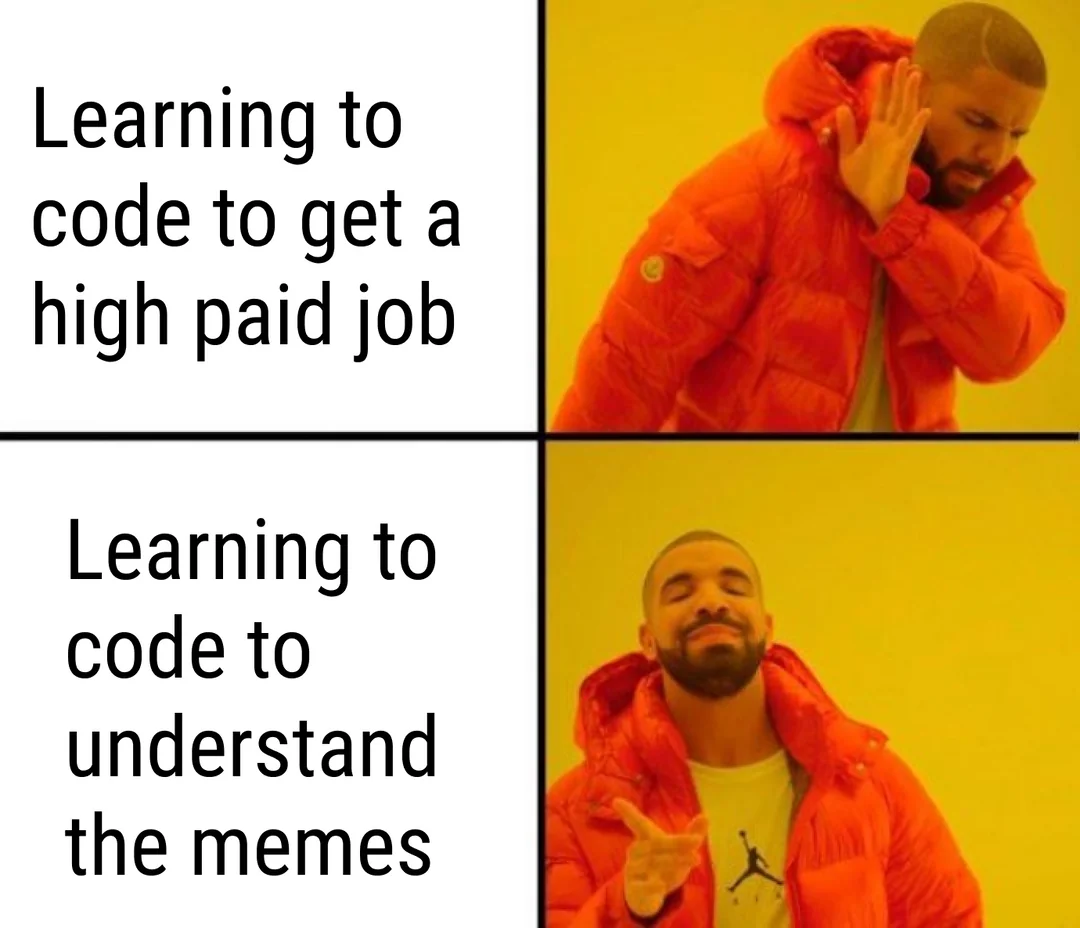 Learning to
code to get a
high paid job
Learning to
code to
understand
the memes